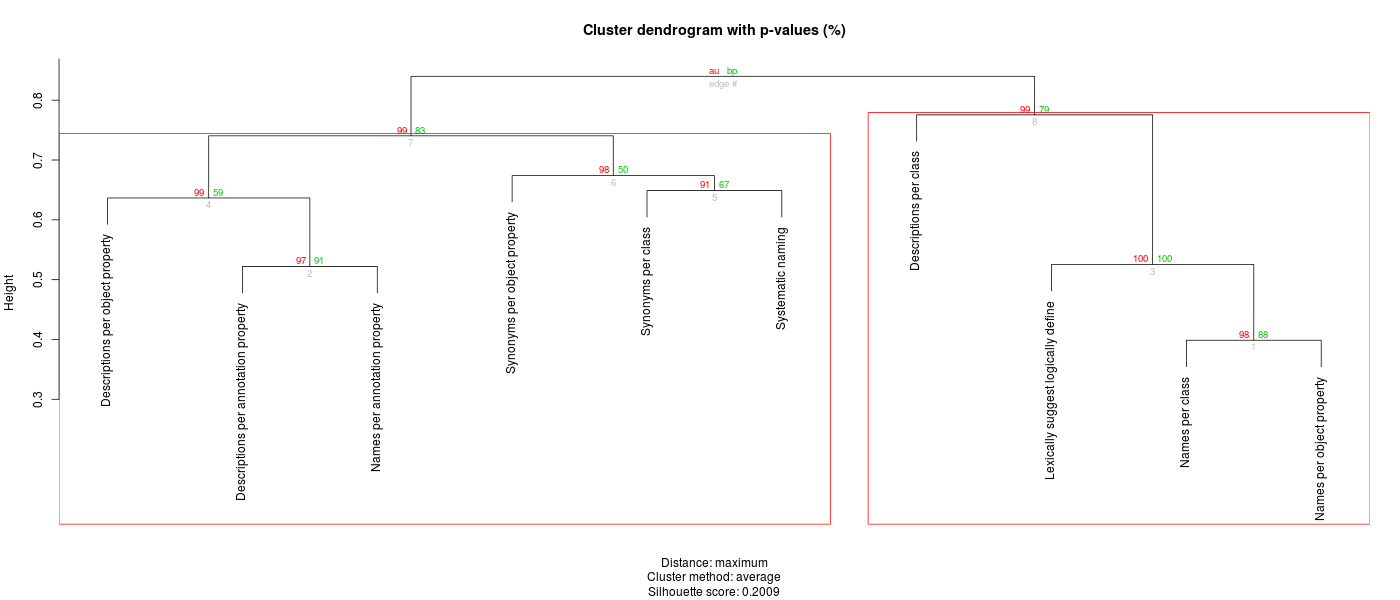 Cluster dendrogram with p-values (%)
au bp
edge #
99 79
8
99 83
7
98 50
6
91 67
5
99 59
4
100 100
3
97 91
2
98 88
1
Height
0.8
0.7
0.6
0.5
0.4
0.3
Descriptions per object property
Descriptions per annotation property
Names per annotation property
Synonyms per object property
Synonyms per class
Systematic naming
Descriptions per class
Lexically suggest logically define
Names per class
Names per object property
Distance: maximum
Cluster method: average
Silhouette score: 0.2009